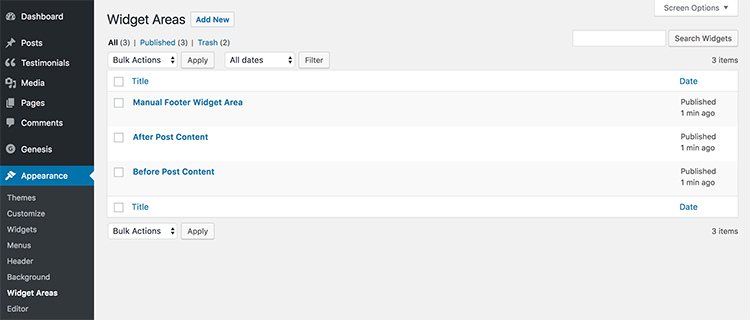 Dashboard
Posts
Testimonials
Media
Pages
Comments
Genesis
Appearance
Themes
Customize
Widgets
Menus
Header
Background
Widget Areas
Editor
Screen Options
Widget Areas Add New
All (3) | Published (3) | Trash (2)
Search Widgets
Bulk Actions Apply All dates Filter 3 items
Title Date
Manual Footer Widget Area Published
1 min ago
After Post Content Published
1 min ago
Before Post Content Published
1 min ago
Title Date
Bulk Actions Apply 3 items